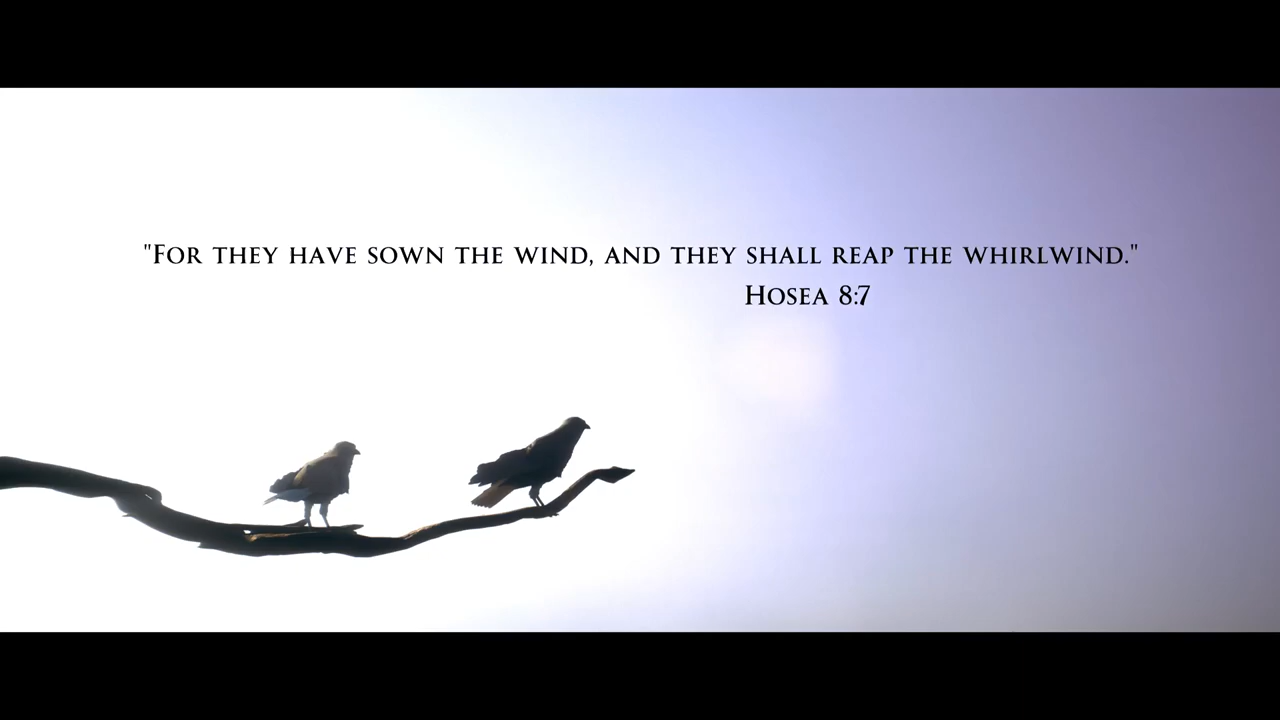 "For they have sown the wind, and they shall reap the whirlwind."
Hosea 8:7